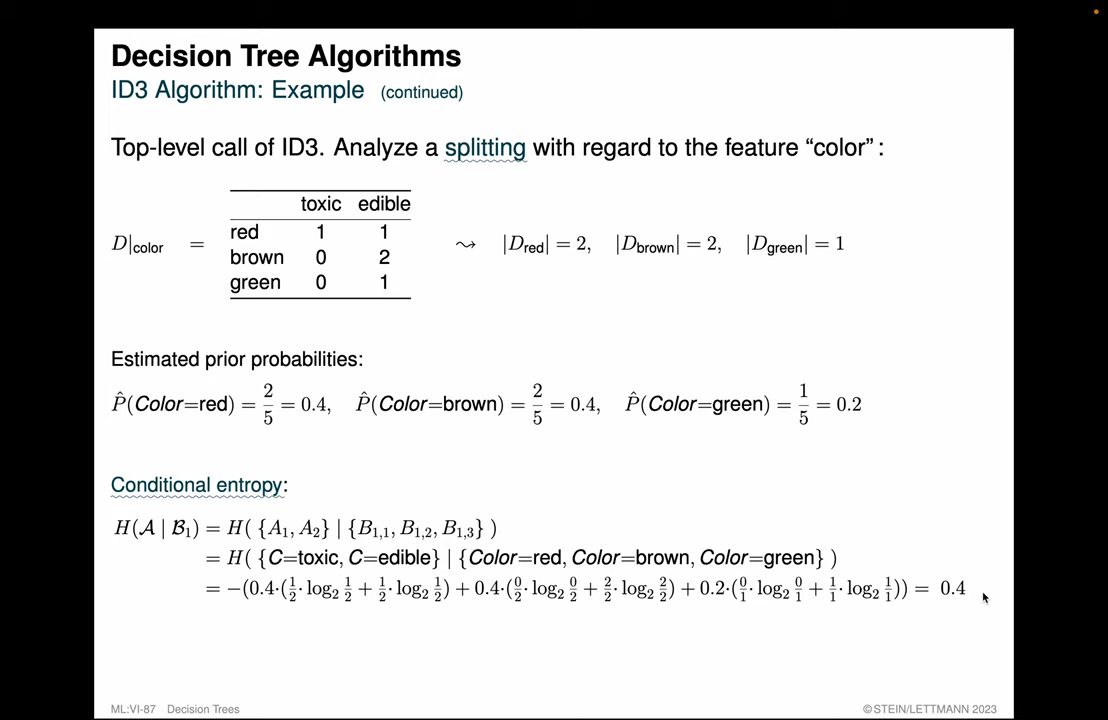 Decision Tree Algorithms
ID3 Algorithm: Example (continued)
Top-level call of ID3. Analyze a splitting with regard to the feature “color” :
toxic edible
red 1 1
brown 0 2
green 0 1
D|color = ⤳ |Dred| = 2, |Dbrown| = 2, |Dgreen| = 1
Estimated prior probabilities:
P̂(Color=red) = 2/5 = 0.4, P̂(Color=brown) = 2/5 = 0.4, P̂(Color=green) = 1/5 = 0.2
Conditional entropy:
H(𝒜 | ℬ₁) = H( {A₁, A₂} | {B₁,₁, B₁,₂, B₁,₃} )
= H( {C=toxic, C=edible} | {Color=red, Color=brown, Color=green} )
= −(0.4·(1/2· log₂ 1/2 + 1/2· log₂ 1/2) + 0.4·(0/2· log₂ 0/2 + 2/2· log₂ 2/2) + 0.2·(0/1· log₂ 0/1 + 1/1· log₂ 1/1)) = 0.4
ML:VI-87 Decision Trees ©STEIN/LETTMANN 2023